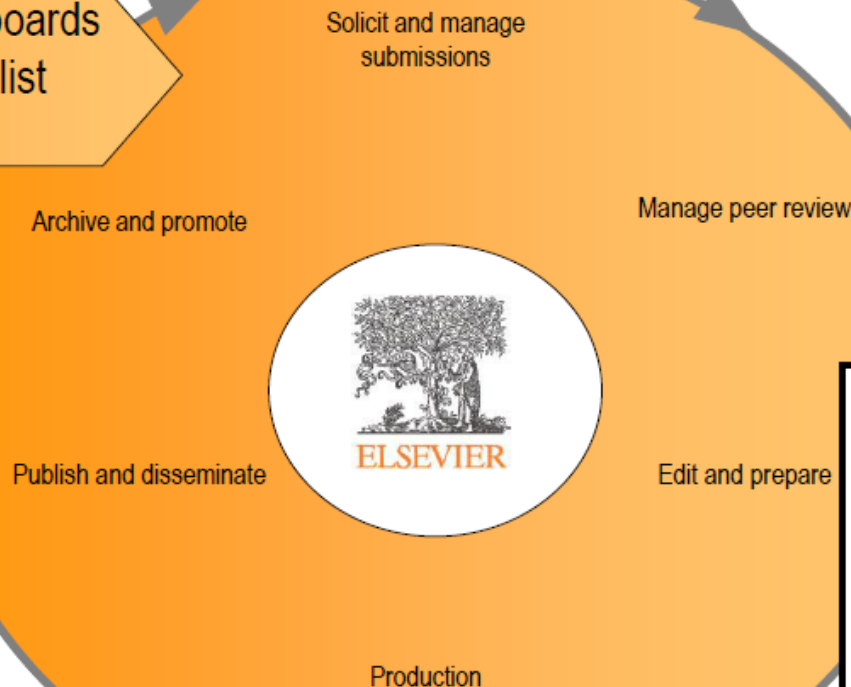 list
Solicit and manage
submissions
Archive and promote
Manage peer review
ELSEVIER
Publish and disseminate
Edit and prepare
Production